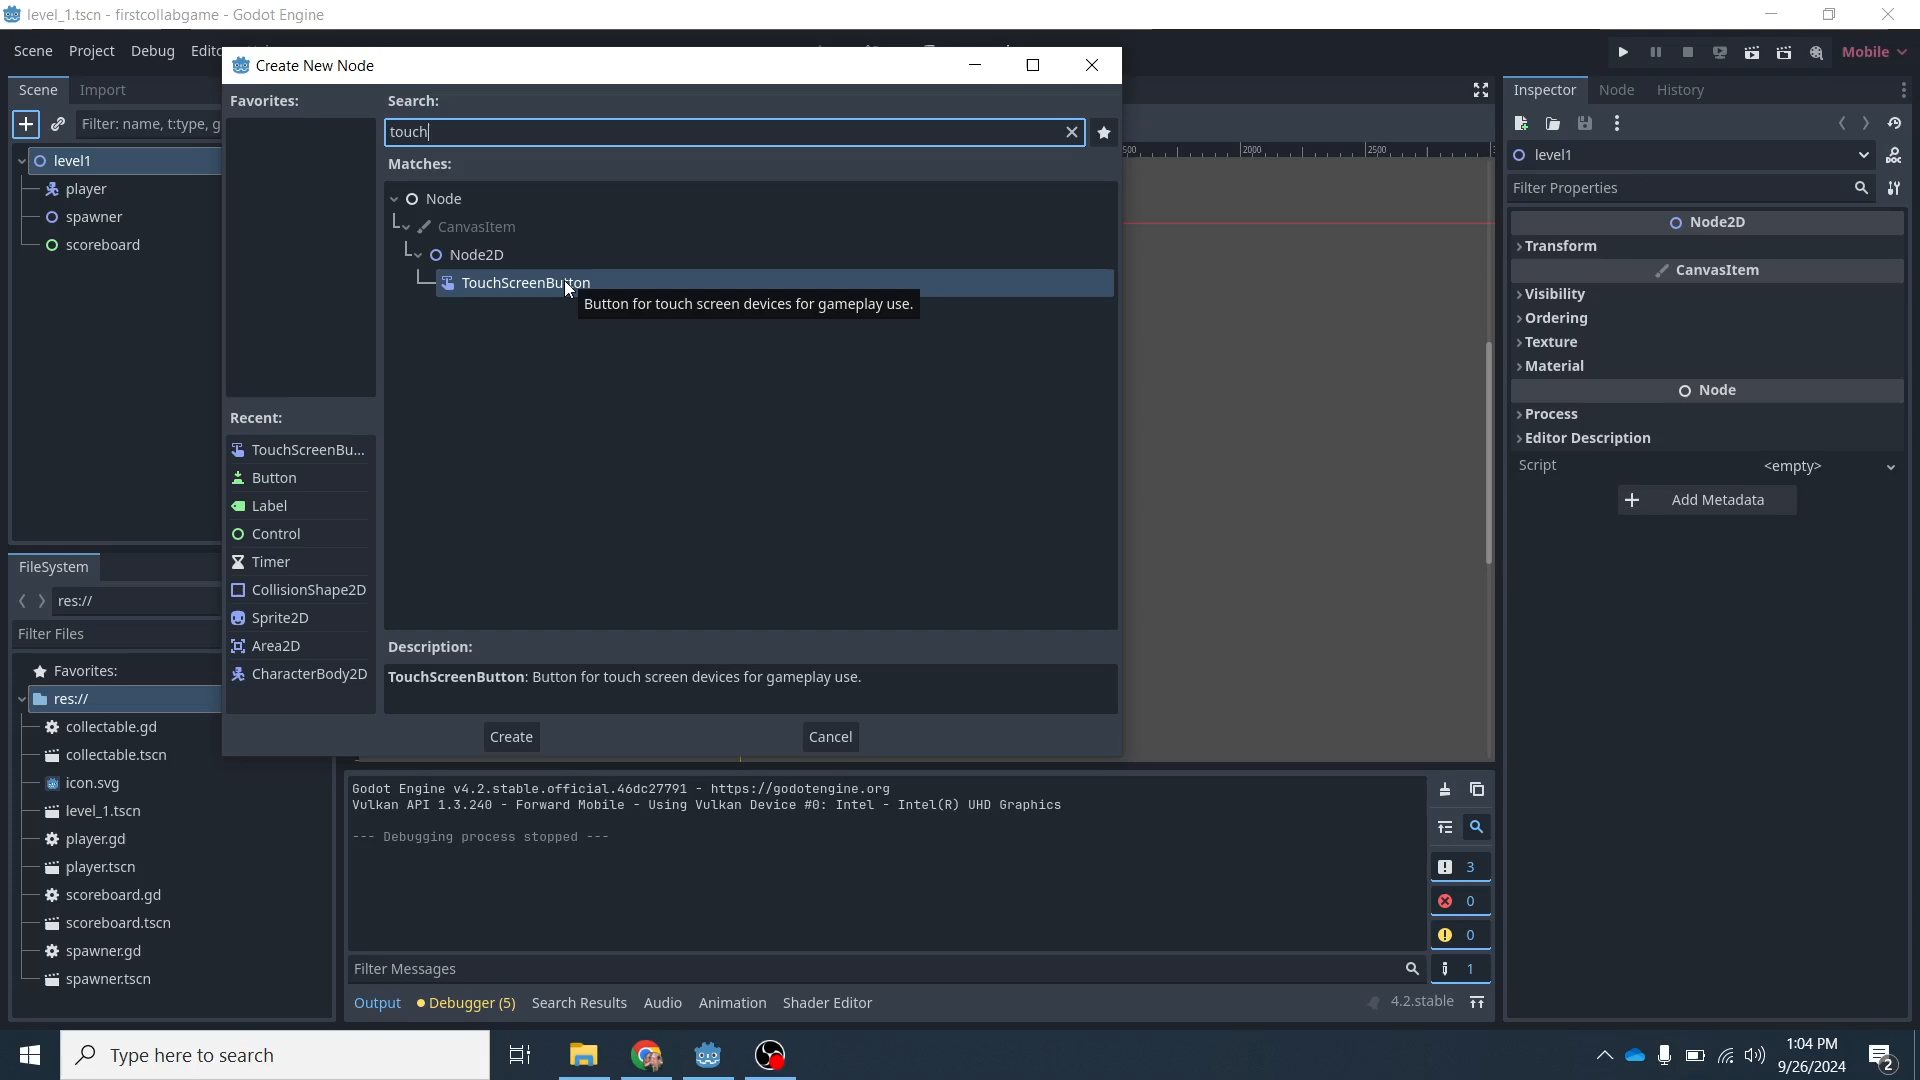 level_1.tscn - firstcollabgame - Godot Engine
Scene Project Debug
Mobile
Create New Node
Scene Import
Filter: name, t:type, g
level1
player
spawner
scoreboard
Favorites:
Search:
touch
Matches:
Node
CanvasItem
Node2D
TouchScreenButton
Button for touch screen devices for gameplay use.
Recent:
TouchScreenBu...
Button
Label
Control
Timer
CollisionShape2D
Sprite2D
Area2D
CharacterBody2D
Description:
TouchScreenButton: Button for touch screen devices for gameplay use.
Create
Cancel
2000
2500
Inspector Node History
level1
Filter Properties
Node2D
Transform
CanvasItem
Visibility
Ordering
Texture
Material
Node
Process
Editor Description
Script <empty>
Add Metadata
FileSystem
res://
Filter Files
Favorites:
res://
collectable.gd
collectable.tscn
icon.svg
level_1.tscn
player.gd
player.tscn
scoreboard.gd
scoreboard.tscn
spawner.gd
spawner.tscn
Godot Engine v4.2.stable.official.46dc27791 - https://godotengine.org
Vulkan API 1.3.240 - Forward Mobile - Using Vulkan Device #0: Intel - Intel(R) UHD Graphics
--- Debugging process stopped ---
3
0
0
1
Filter Messages
Output Debugger (5) Search Results Audio Animation Shader Editor
4.2.stable
Type here to search
1:04 PM
9/26/2024
2